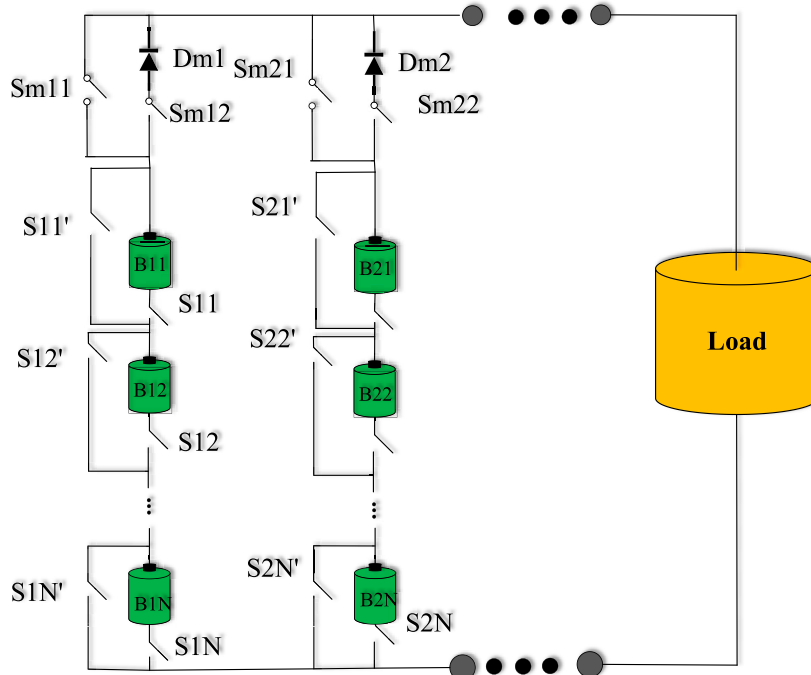 Dm1
Dm2
Sm11
Sm21
Sm12
Sm22
S11'
S21'
B11
B21
S11
S12'
S22'
Load
B12
B22
S12
...
...
S1N'
S2N'
B1N
B2N
S1N
S2N